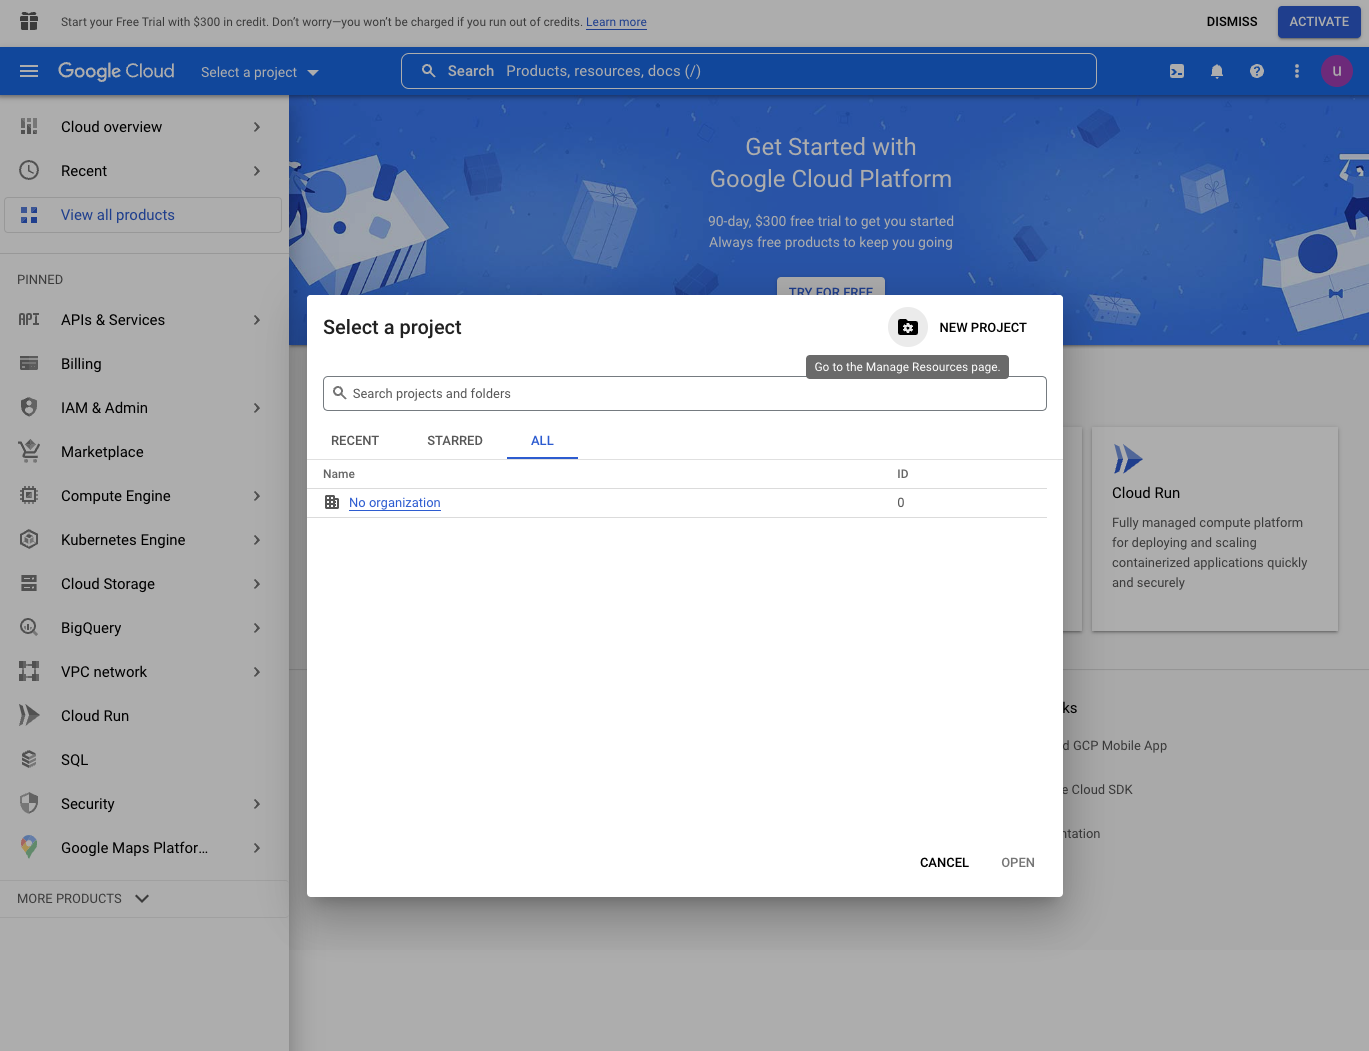 Start your Free Trial with $300 in credit. Don’t worry—you won’t be charged if you run out of credits. Learn more
DISMISS
ACTIVATE
Google Cloud
Select a project
Search Products, resources, docs (/)
u
Cloud overview
Recent
View all products
PINNED
APIs & Services
Billing
IAM & Admin
Marketplace
Compute Engine
Kubernetes Engine
Cloud Storage
BigQuery
VPC network
Cloud Run
SQL
Security
Google Maps Platfor...
MORE PRODUCTS
Get Started with
Google Cloud Platform
90-day, $300 free trial to get you started
Always free products to keep you going
TRY FOR FREE
Select a project
NEW PROJECT
Go to the Manage Resources page.
Search projects and folders
RECENT
STARRED
ALL
Name ID
No organization 0
CANCEL
OPEN
Cloud Run
Fully managed compute platform
for deploying and scaling
containerized applications quickly
and securely
ks
d GCP Mobile App
e Cloud SDK
ntation
API